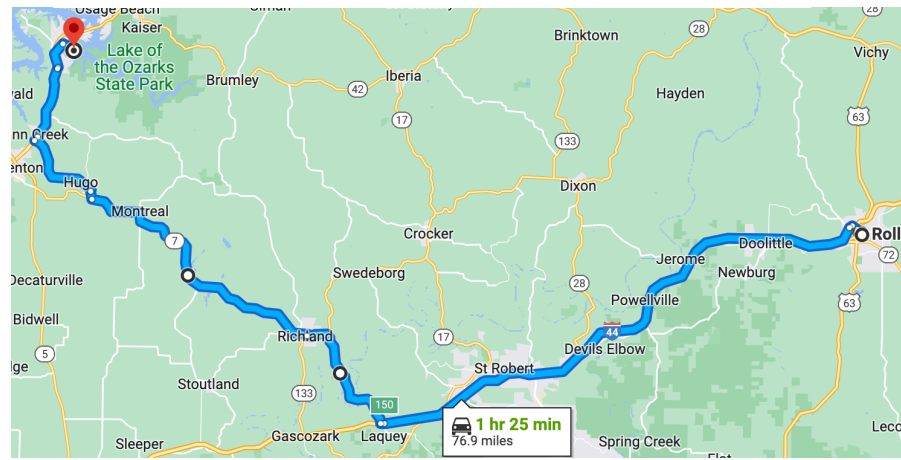 Osage Beach
Kaiser
Brinktown
28
28
Vichy
Lake of
the Ozarks
State Park
Brumley
Iberia
42
Hayden
17
63
133
Hugo
Dixon
Montreal
7
Crocker
Doolittle
Roll
Jerome
72
Newburg
Decaturville
Swedeborg
28
Powellville
63
Bidwell
17
44
Richland
Devils Elbow
5
St Robert
Stoutland
133
150
1 hr 25 min
76.9 miles
Gascozark
Laquey
Sleeper
Spring Creek